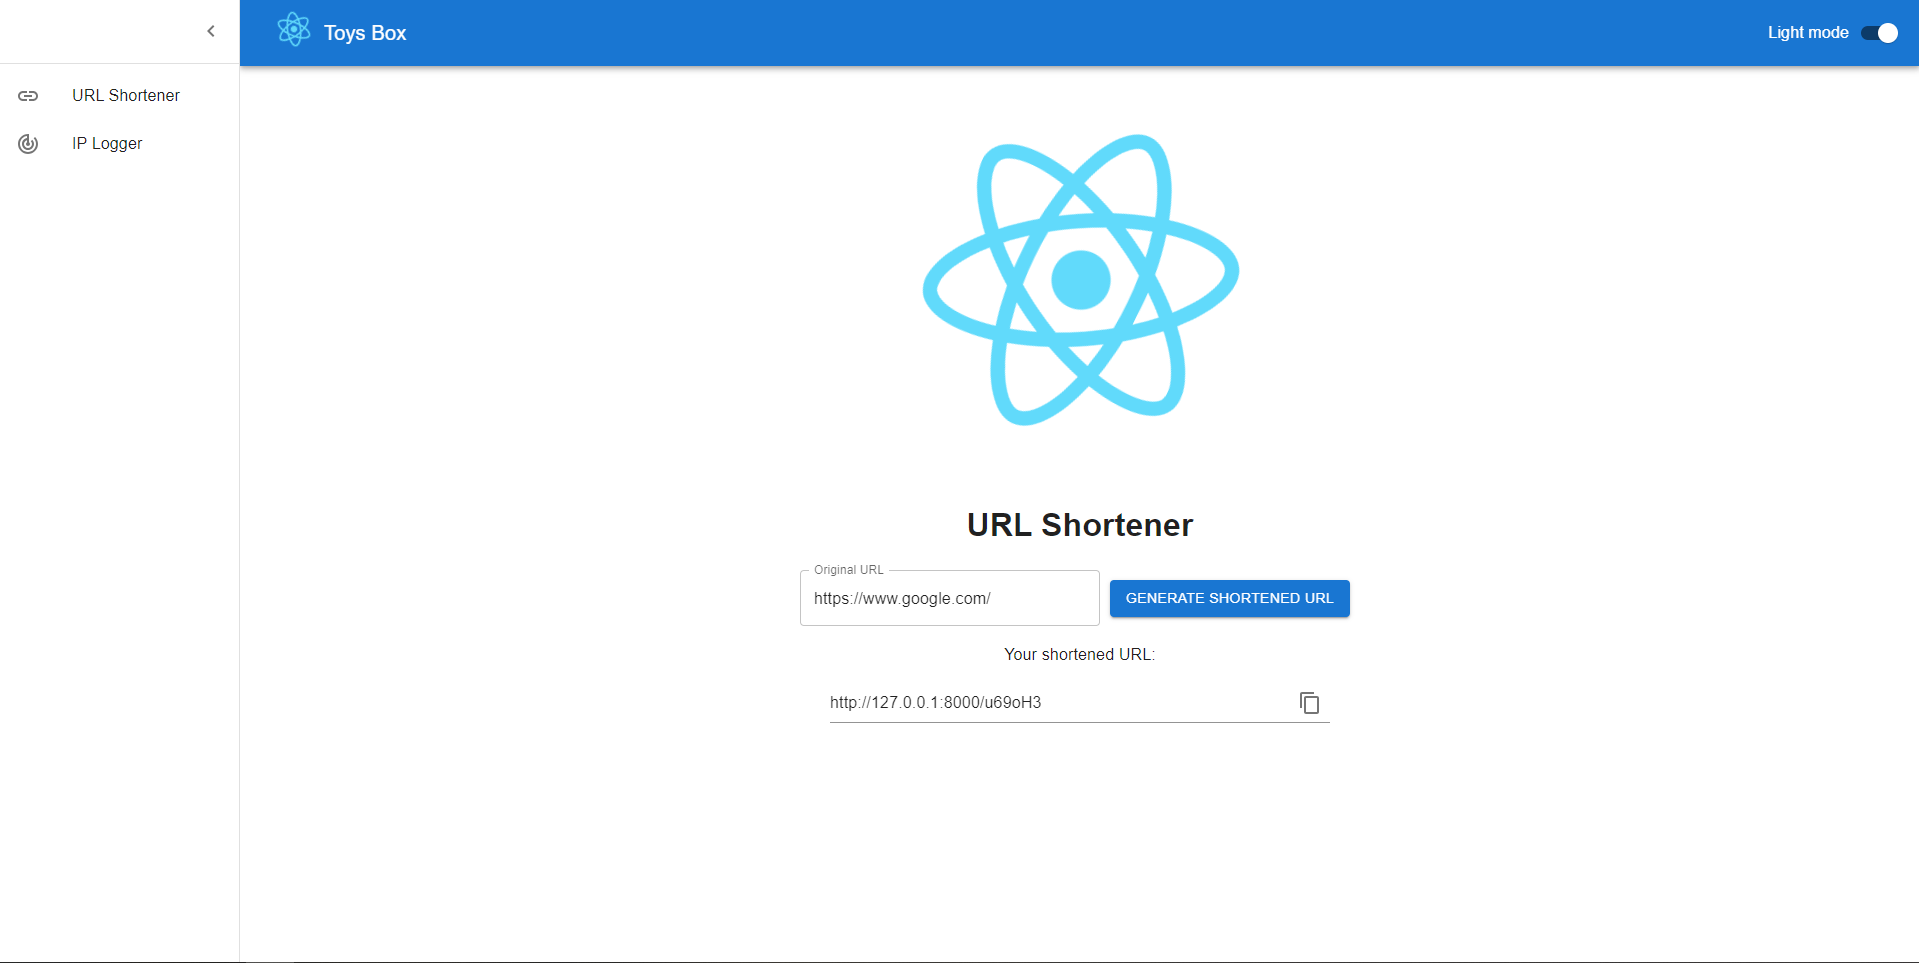 Toys Box
Light mode
URL Shortener
IP Logger
URL Shortener
Original URL
https://www.google.com/
GENERATE SHORTENED URL
Your shortened URL:
http://127.0.0.1:8000/u69oH3